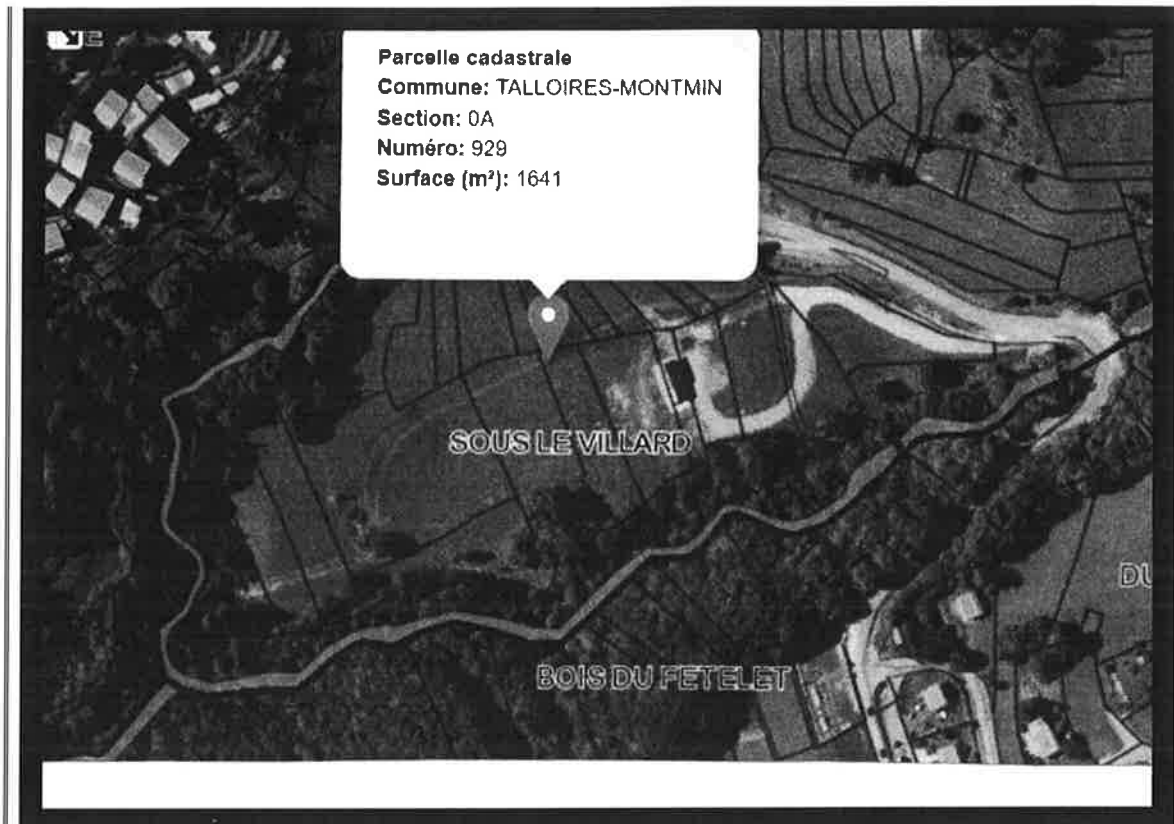 Parcelle cadastrale
Commune: TALLOIRES-MONTMIN
Section: 0A
Numéro: 929
Surface (m²): 1641
SOUS LE VILLARD
DU
BOIS DU FETELET